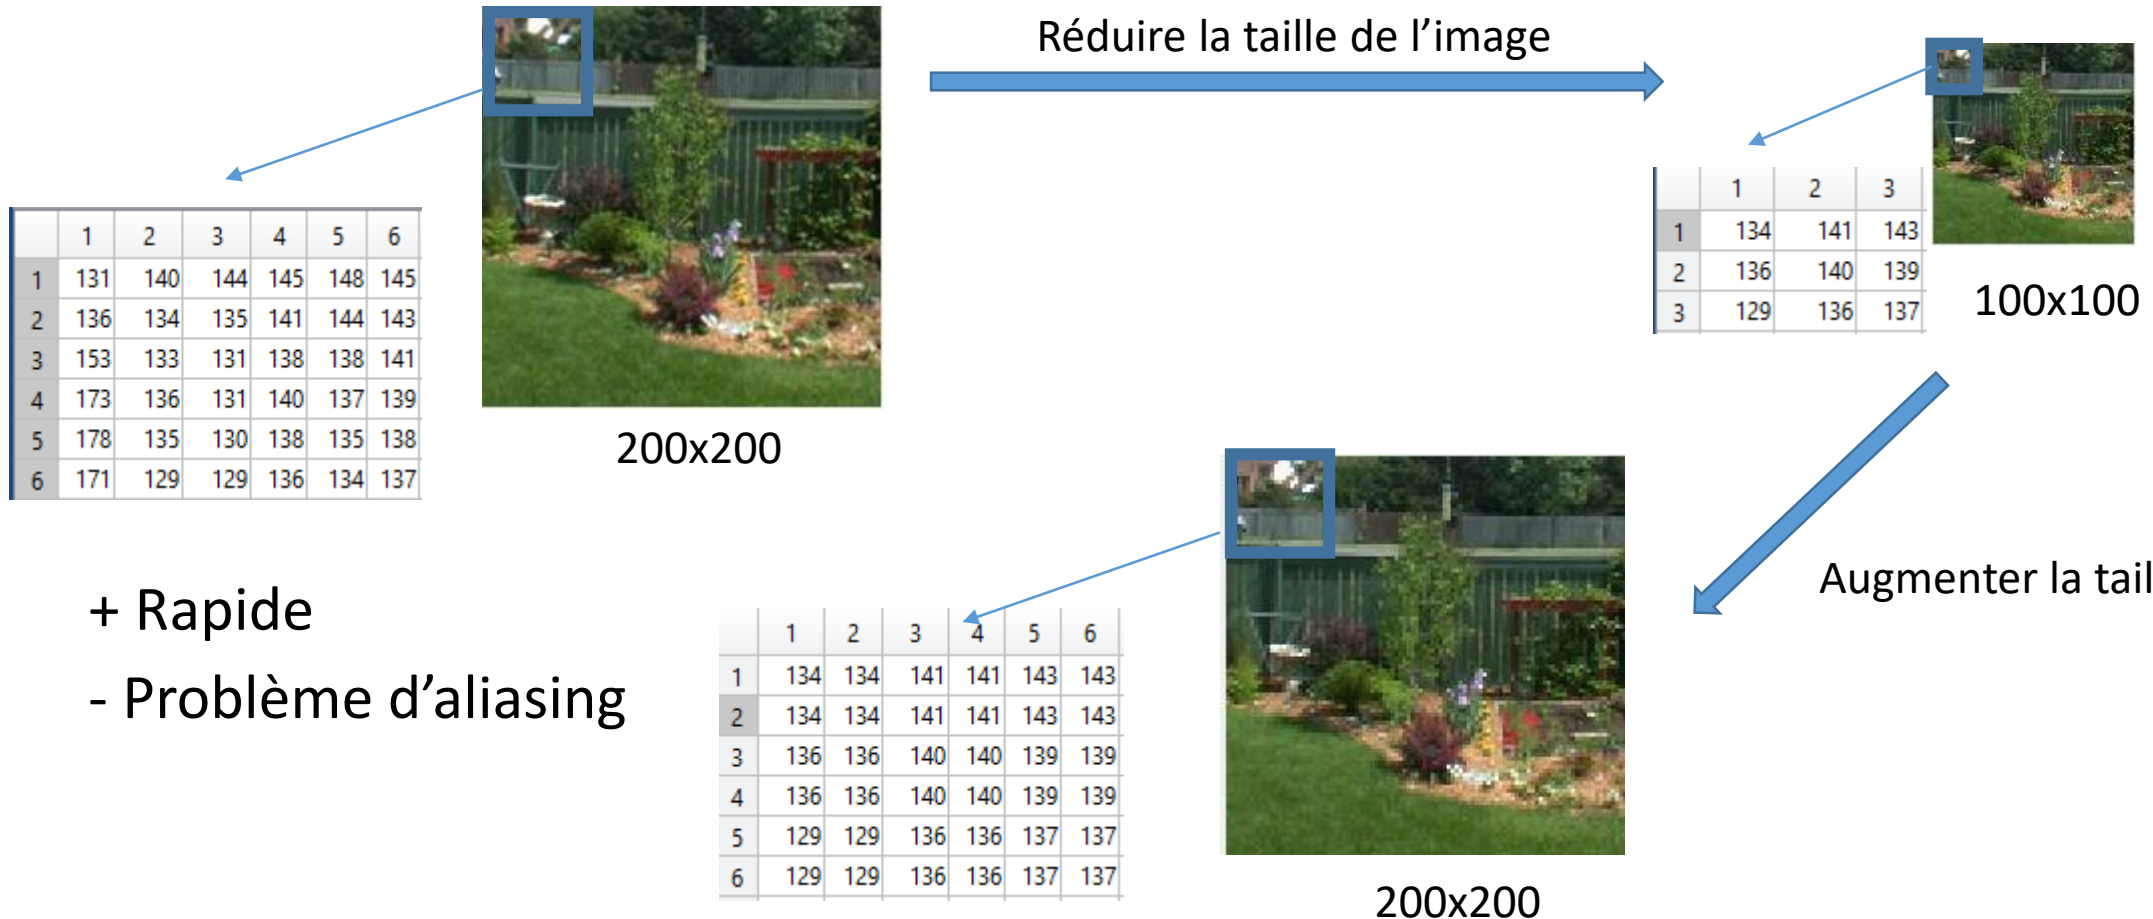 Réduire la taille de l’image
1 2 3
1 134 141 143
2 136 140 139
3 129 136 137
100x100
1 2 3 4 5 6
1 131 140 144 145 148 145
2 136 134 135 141 144 143
3 153 133 131 138 138 141
4 173 136 131 140 137 139
5 178 135 130 138 135 138
6 171 129 129 136 134 137
200x200
Augmenter la tail
+ Rapide
- Problème d’aliasing
1 2 3 4 5 6
1 134 134 141 141 143 143
2 134 134 141 141 143 143
3 136 136 140 140 139 139
4 136 136 140 140 139 139
5 129 129 136 136 137 137
6 129 129 136 136 137 137
200x200